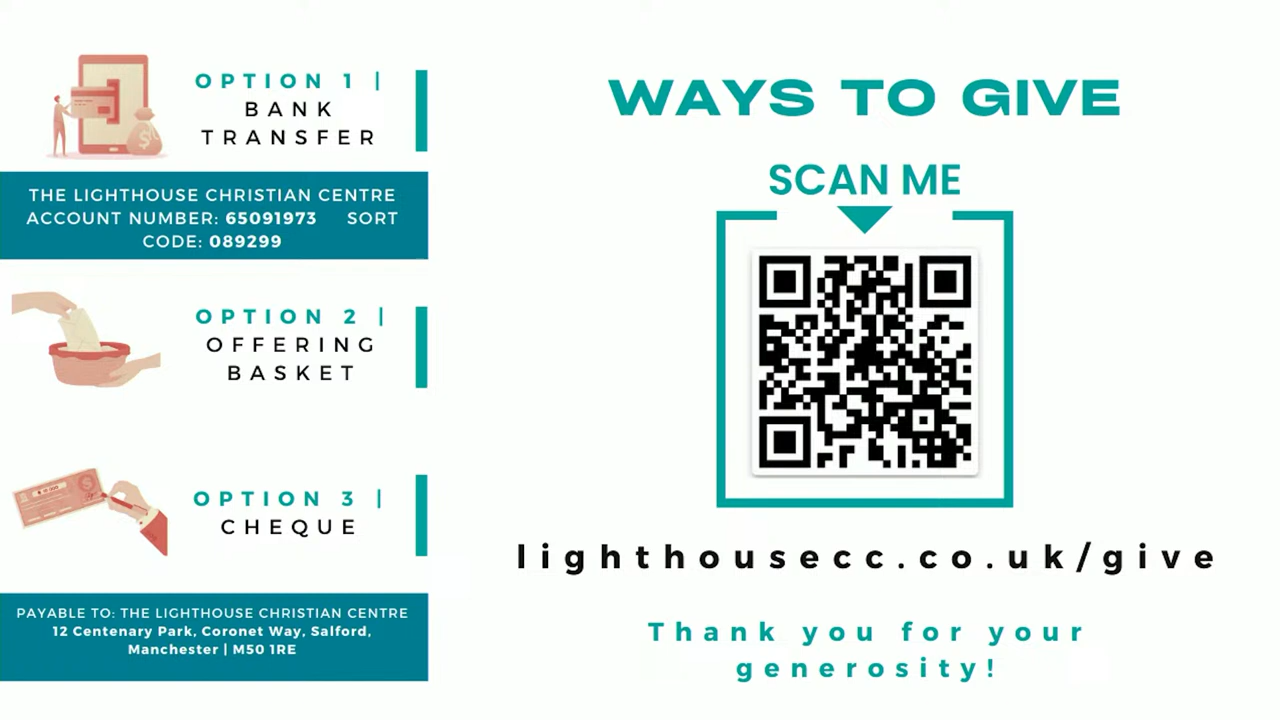 OPTION 1 |
BANK
TRANSFER
THE LIGHTHOUSE CHRISTIAN CENTRE
ACCOUNT NUMBER: 65091973 SORT
CODE: 089299
OPTION 2 |
OFFERING
BASKET
OPTION 3 |
CHEQUE
PAYABLE TO: THE LIGHTHOUSE CHRISTIAN CENTRE
12 Centenary Park, Coronet Way, Salford,
Manchester | M50 1RE
WAYS TO GIVE
SCAN ME
lighthousecc.co.uk/give
Thank you for your
generosity!